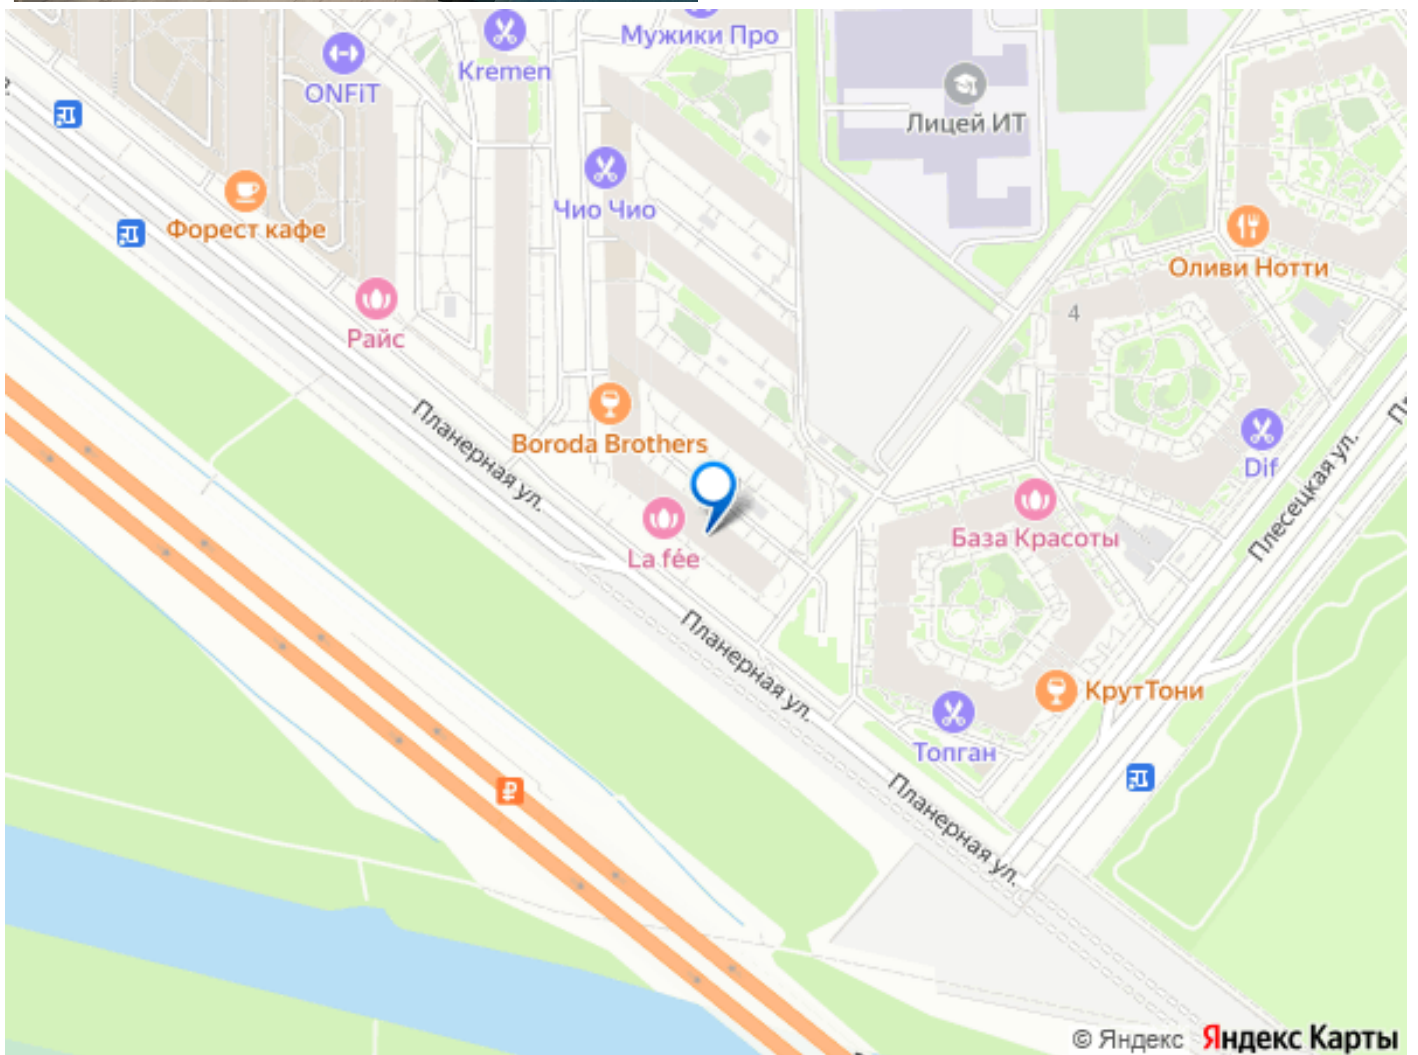 Мужики Про
Kremen
ONFiT
Лицей ИТ
Чио Чио
Форест кафе
Оливи Нотти
4
Райс
Планерная ул.
Boroda Brothers
Dif
Плесецкая ул.
База Красоты
La fée
Планерная ул.
КрутТони
Топган
Планерная ул.
© Яндекс Яндекс Карты